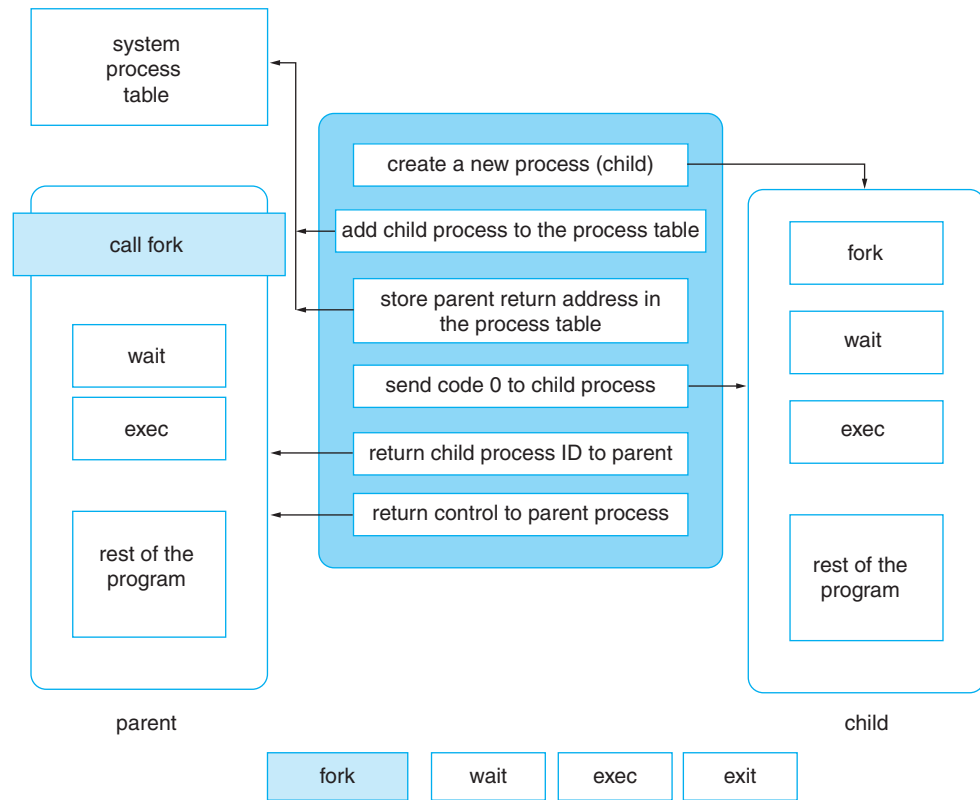 system
process
table
call fork
wait
exec
rest of the
program
parent
create a new process (child)
add child process to the process table
store parent return address in
the process table
send code 0 to child process
return child process ID to parent
return control to parent process
fork
wait
exec
rest of the
program
child
fork
wait
exec
exit